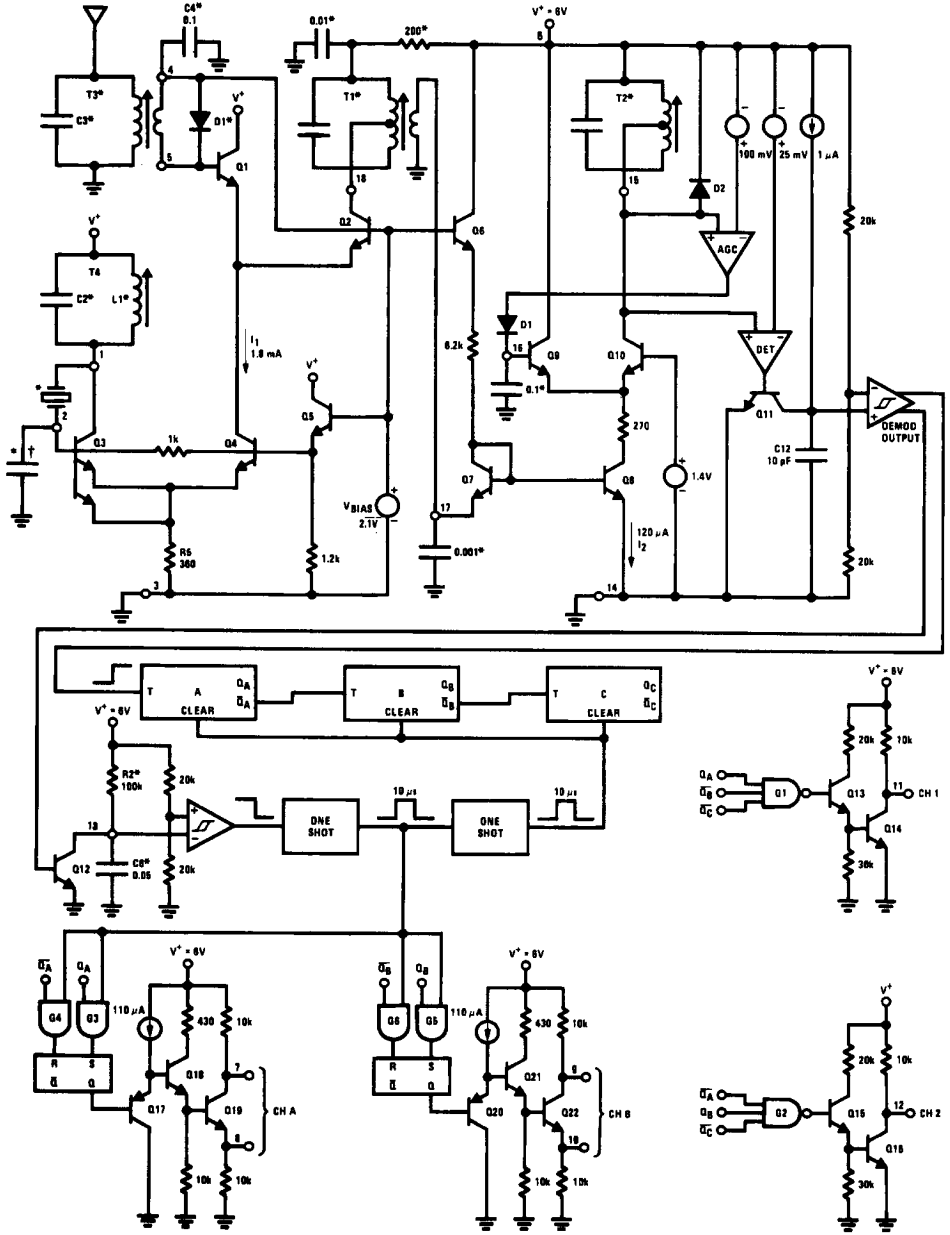 C4*
0.1
0.01*
200*
V+ = 6V
6
4
T3*
C3*
D1*
V+
5
Q1
T1*
18
Q2
Q6
T2*
15
D2
100 mV
25 mV
1 μA
20k
AGC
V+
T4
C2*
L1*
1
*
2
* †
I1
1.8 mA
V+
Q5
6.2k
D1
16
0.1*
Q9
Q10
DET
Q11
DEMOD
OUTPUT
Q3
1k
Q4
270
C12
10 pF
Q7
Q8
1.4V
VBIAS
2.1V
17
0.001*
120 μA
I2
R5
360
1.2k
20k
3
14
T
A
QA
Q̅A
CLEAR
T
B
QB
Q̅B
CLEAR
T
C
QC
Q̅C
CLEAR
V+ = 6V
R2*
100k
20k
13
10 μs
10 μs
ONE
SHOT
ONE
SHOT
Q12
C6*
0.05
20k
V+ = 6V
20k
10k
QA
Q̅B
Q̅C
G1
Q13
11
CH 1
Q14
30k
Q̅A
QA
G4
G3
110 μA
V+ = 6V
430
10k
R
S
Q̅
Q
Q17
Q18
7
Q19
8
CH A
10k
10k
Q̅B
QB
G6
G5
110 μA
V+ = 6V
430
10k
R
S
Q̅
Q
Q20
Q21
9
Q22
10
CH B
10k
10k
V+
20k
10k
Q̅A
QB
Q̅C
G2
Q15
12
CH 2
Q16
30k